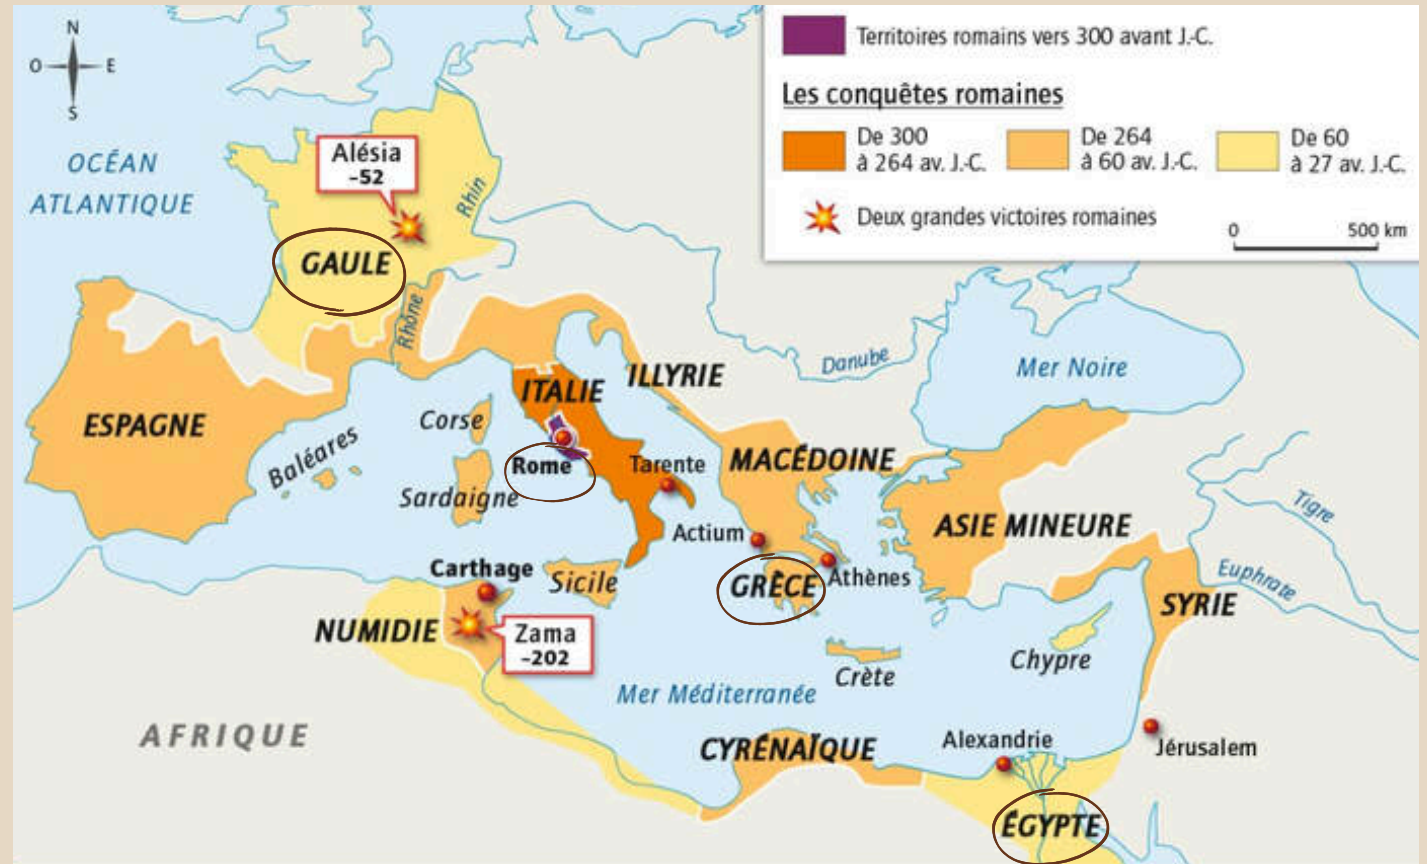 N
O
E
S
Territoires romains vers 300 avant J.-C.
Les conquêtes romaines
De 300
à 264 av. J.-C.
De 264
à 60 av. J.-C.
De 60
à 27 av. J.-C.
Deux grandes victoires romaines
0
500 km
OCÉAN
ATLANTIQUE
Alésia
-52
Rhin
GAULE
Rhône
Danube
Mer Noire
ITALIE
ILLYRIE
ESPAGNE
Corse
Baléares
Rome
Tarente
MACÉDOINE
Sardaigne
Actium
ASIE MINEURE
Tigre
Carthage
Sicile
GRÈCE
Athènes
Euphrate
SYRIE
NUMIDIE
Zama
-202
Crète
Chypre
Mer Méditerranée
AFRIQUE
CYRÉNAÏQUE
Alexandrie
Jérusalem
ÉGYPTE